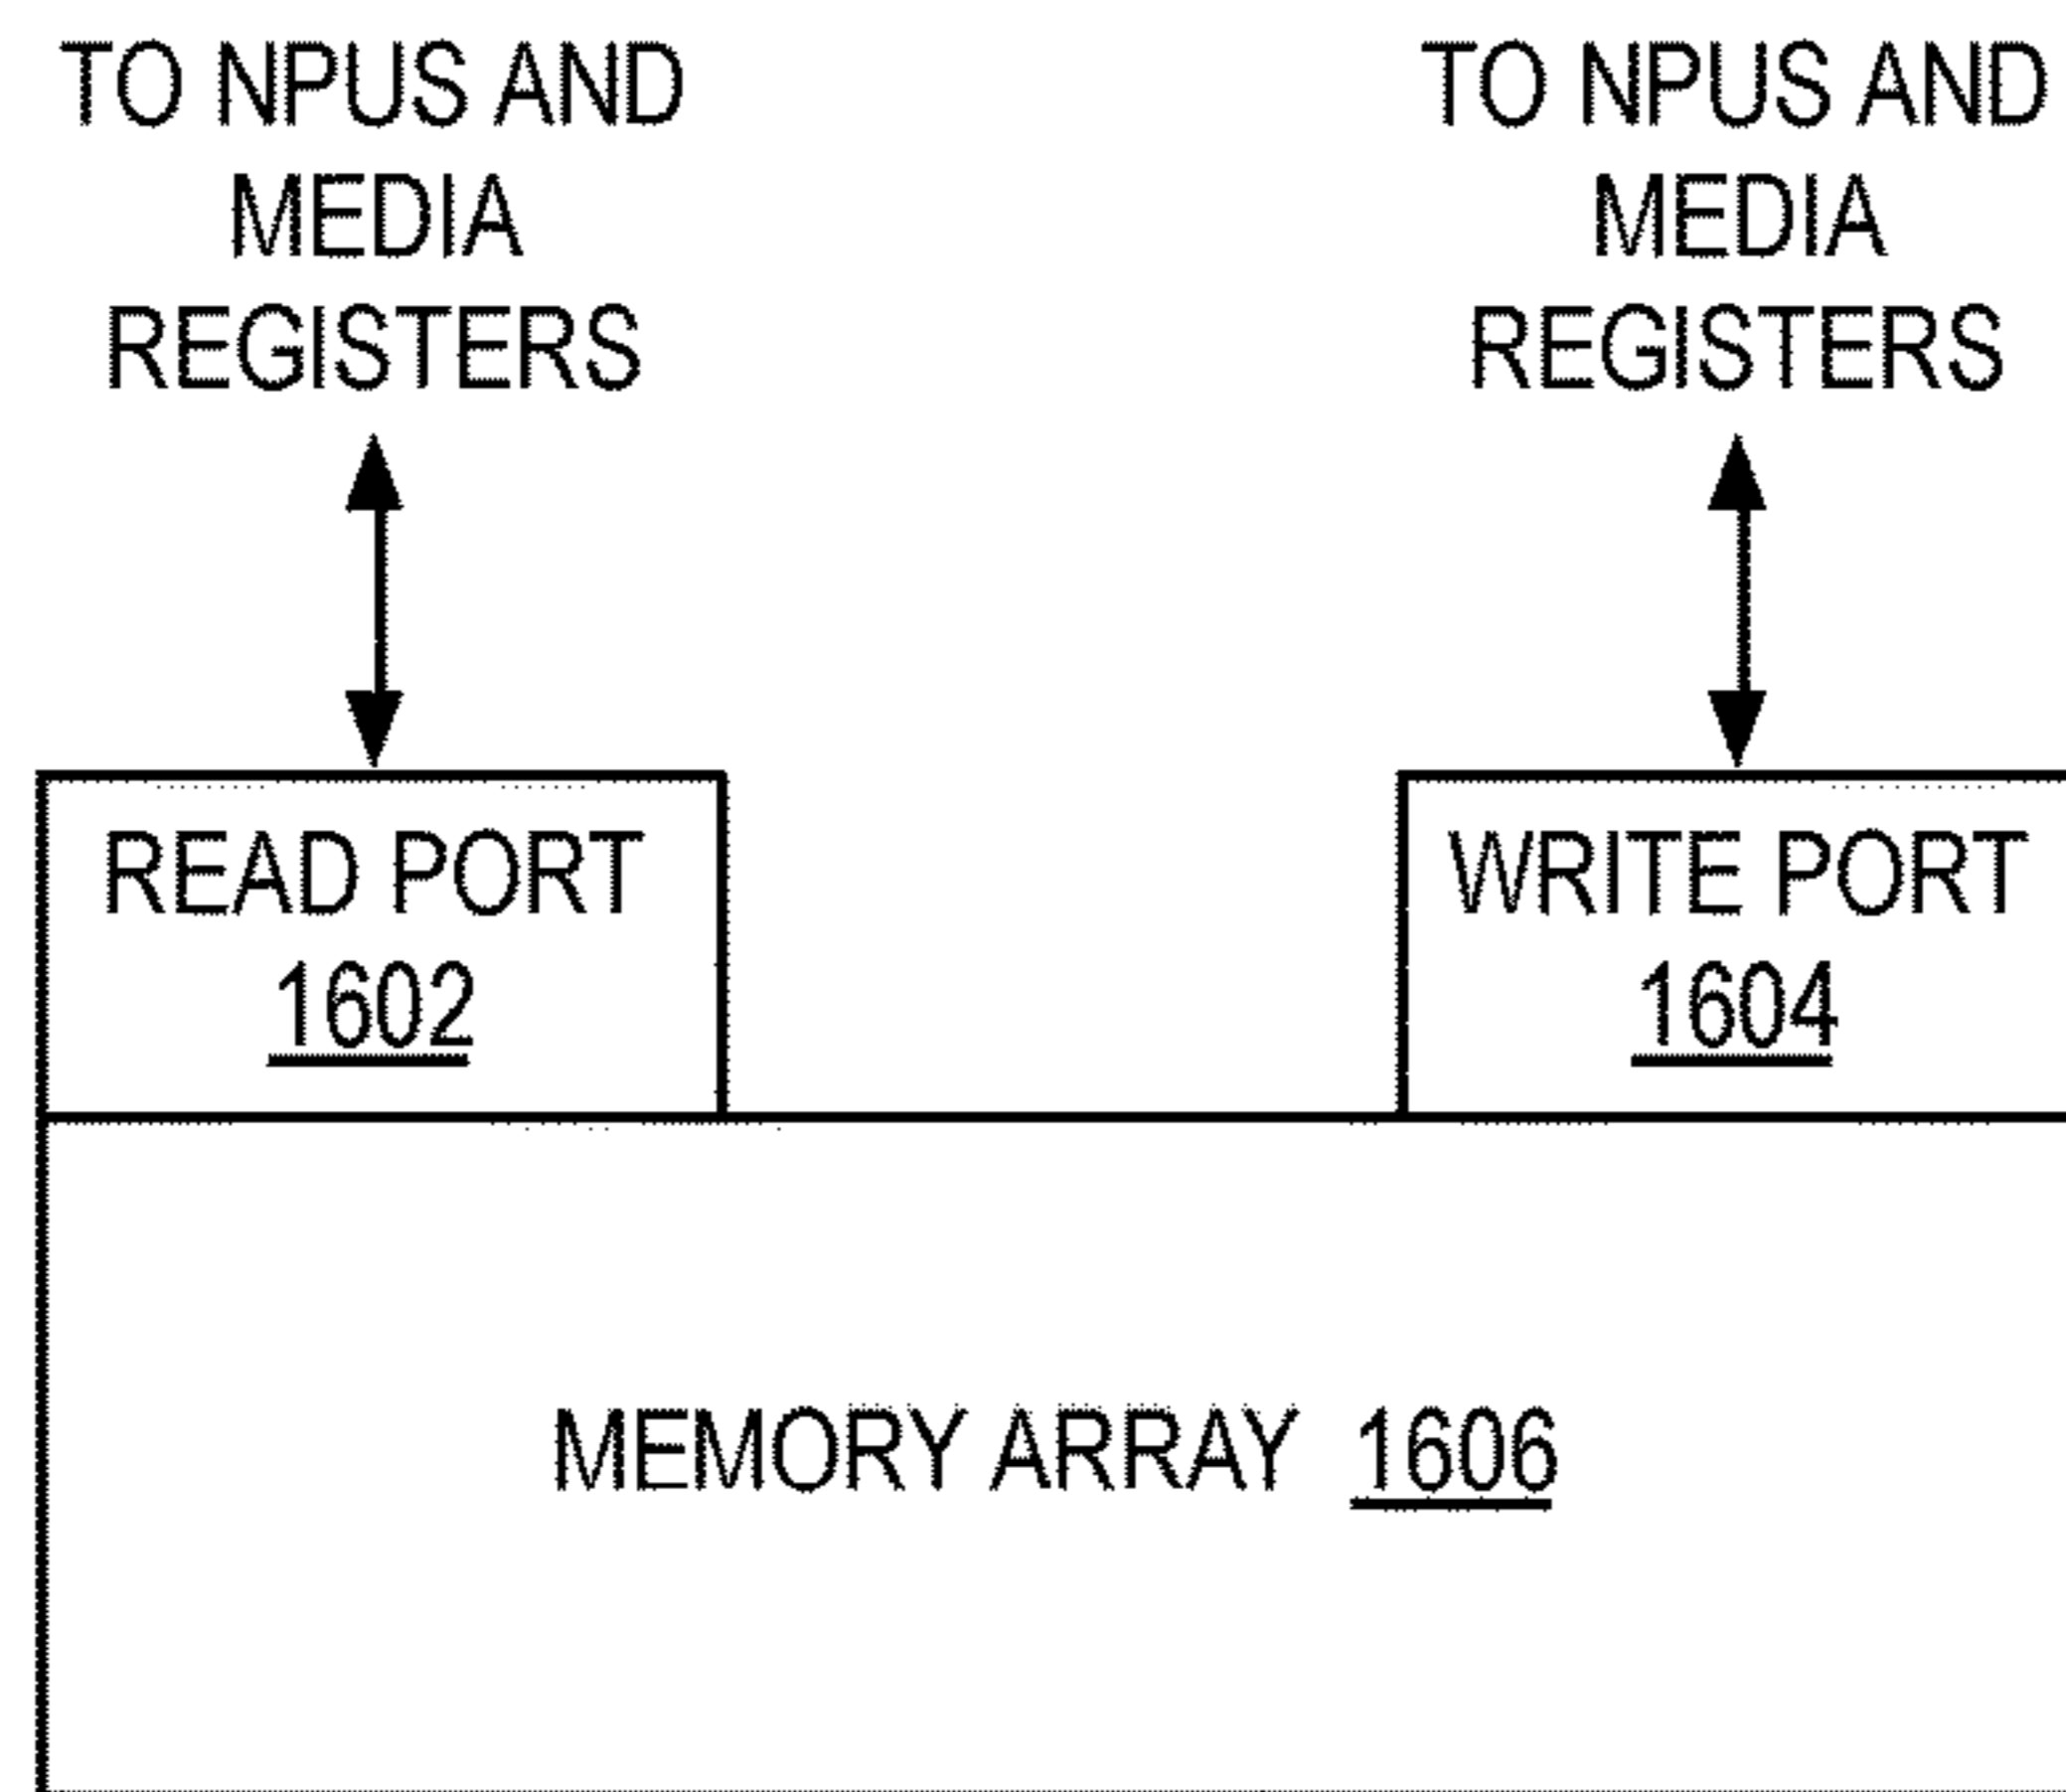 TO NPUS AND
MEDIA
REGISTERS
TO NPUS AND
MEDIA
REGISTERS
READ PORT
1602
WRITE PORT
1604
MEMORY ARRAY 1606